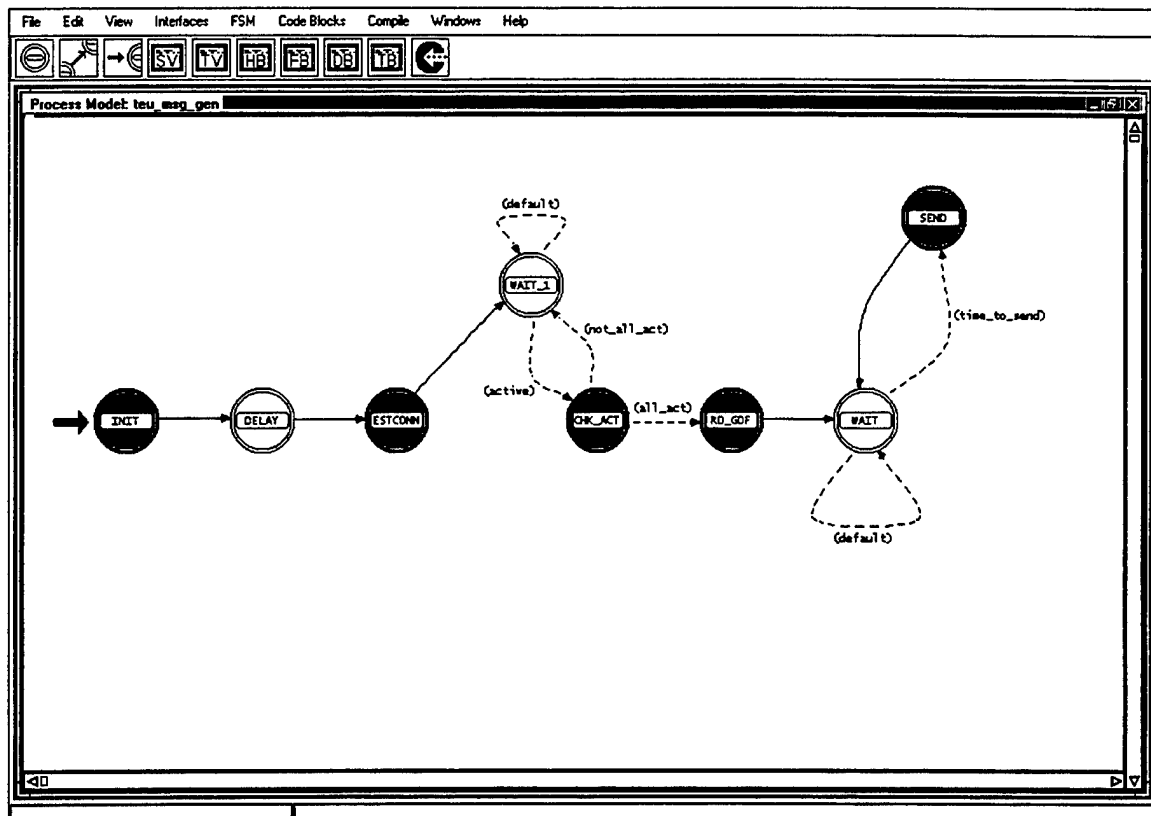 File Edit View Interfaces FSM Code Blocks Compile Windows Help
SV TV HB FB DB TB
Process Model: teu_msg_gen
SEND
(default)
WAIT_1
(time_to_send)
(not_all_act)
(active)
(all_act)
INIT DELAY ESTCONN CHK_ACT RD_GDF WAIT
(default)